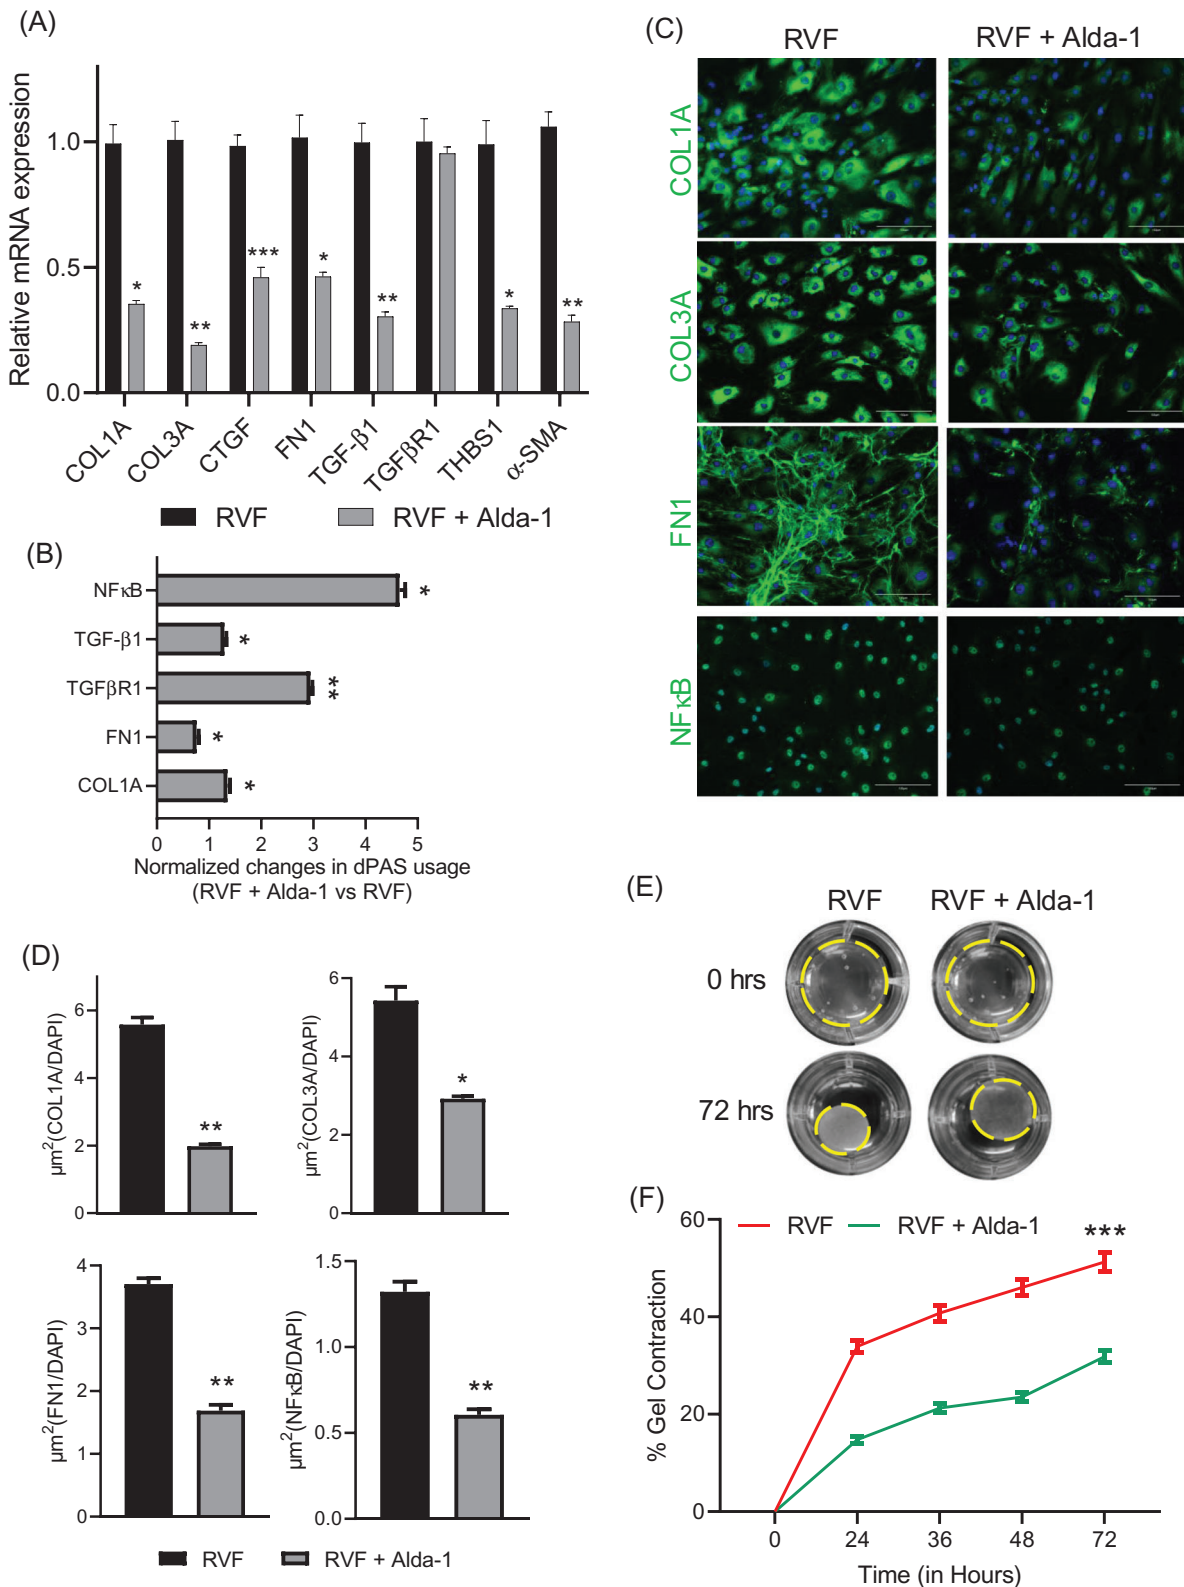 (A)
Relative mRNA expression
1.0
0.5
0.0
*
**
***
*
**
*
**
COL1A
COL3A
CTGF
FN1
TGF-β1
TGFβR1
THBS1
α-SMA
RVF
RVF + Alda-1
(B)
NFκB
TGF-β1
TGFβR1
FN1
COL1A
*
*
**
*
*
0 1 2 3 4 5
Normalized changes in dPAS usage
(RVF + Alda-1 vs RVF)
(C)
RVF
RVF + Alda-1
COL1A
COL3A
FN1
NFκB
(D)
µm²(COL1A/DAPI)
6
4
2
0
**
µm²(COL3A/DAPI)
6
4
2
0
*
µm²(FN1/DAPI)
4
3
2
1
0
**
µm²(NFκB/DAPI)
1.5
1.0
0.5
0.0
**
RVF
RVF + Alda-1
(E)
RVF
RVF + Alda-1
0 hrs
72 hrs
(F)
RVF
RVF + Alda-1
***
% Gel Contraction
60
40
20
0
0 24 36 48 72
Time (in Hours)